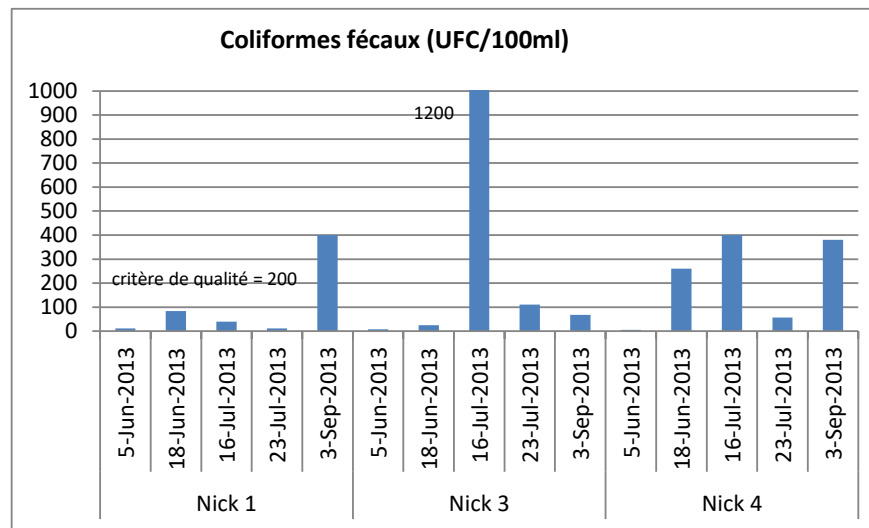 Coliformes fécaux (UFC/100ml)
1000
900
800
700
600
500
400
300
200
100
0
1200
critère de qualité = 200
5-Jun-2013
18-Jun-2013
16-Jul-2013
23-Jul-2013
3-Sep-2013
5-Jun-2013
18-Jun-2013
16-Jul-2013
23-Jul-2013
3-Sep-2013
5-Jun-2013
18-Jun-2013
16-Jul-2013
23-Jul-2013
3-Sep-2013
Nick 1
Nick 3
Nick 4